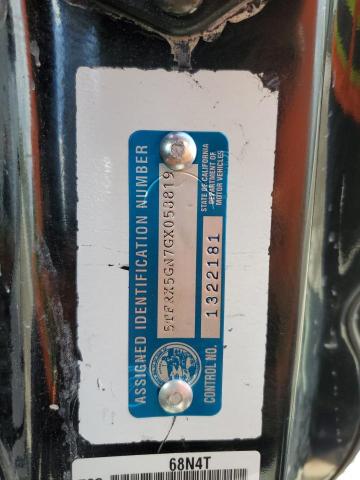 ASSIGNED IDENTIFICATION NUMBER
5TFRX5GN7GX058819
STATE OF CALIFORNIA
DEPARTMENT OF
MOTOR VEHICLES
CONTROL NO.
1322181
68N4T